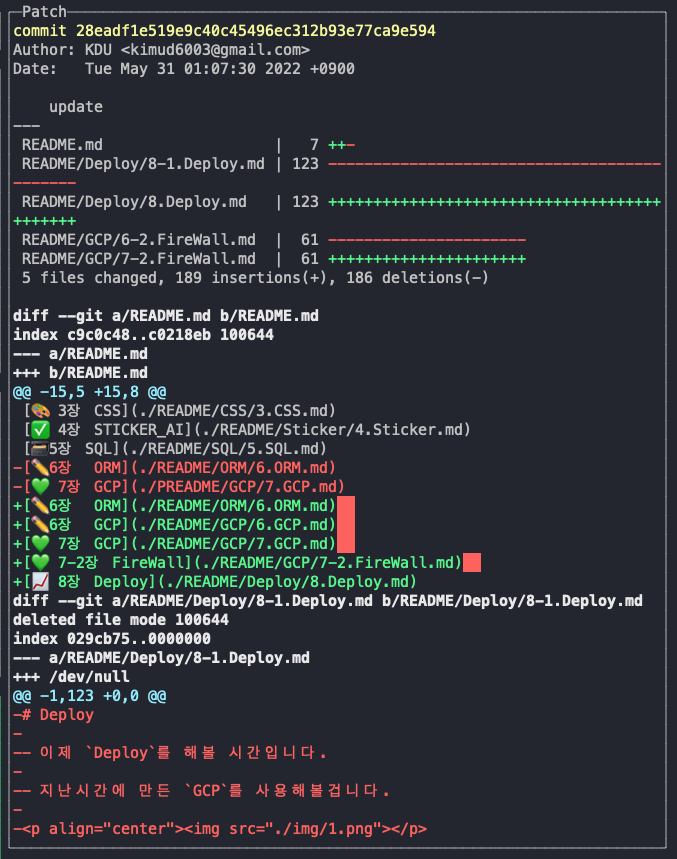 Patch
commit 28eadf1e519e9c40c45496ec312b93e77ca9e594
Author: KDU <kimud6003@gmail.com>
Date:   Tue May 31 01:07:30 2022 +0900

    update
---
 README.md                   |   7 ++-
 README/Deploy/8-1.Deploy.md | 123 -------------------------------------
-------
 README/Deploy/8.Deploy.md   | 123 +++++++++++++++++++++++++++++++++++++
+++++++
 README/GCP/6-2.FireWall.md  |  61 ----------------------
 README/GCP/7-2.FireWall.md  |  61 ++++++++++++++++++++++
 5 files changed, 189 insertions(+), 186 deletions(-)

diff --git a/README.md b/README.md
index c9c0c48..c0218eb 100644
--- a/README.md
+++ b/README.md
@@ -15,5 +15,8 @@
 [🎨 3장  CSS](./README/CSS/3.CSS.md)
 [✅ 4장  STICKER_AI](./README/Sticker/4.Sticker.md)
 [🗃5장  SQL](./README/SQL/5.SQL.md)
-[✏️6장   ORM](./README/ORM/6.ORM.md)
-[💚 7장  GCP](./PREADME/GCP/7.GCP.md)
+[✏️6장   ORM](./README/ORM/6.ORM.md)
+[✏️6장   GCP](./README/GCP/6.GCP.md)
+[💚 7장  GCP](./README/GCP/7.GCP.md)
+[💚 7-2장  FireWall](./README/GCP/7-2.FireWall.md)
+[📈 8장  Deploy](./README/Deploy/8.Deploy.md)
diff --git a/README/Deploy/8-1.Deploy.md b/README/Deploy/8-1.Deploy.md
deleted file mode 100644
index 029cb75..0000000
--- a/README/Deploy/8-1.Deploy.md
+++ /dev/null
@@ -1,123 +0,0 @@
-# Deploy
-
-- 이제 `Deploy`를 해볼 시간입니다.
-
-- 지난시간에 만든 `GCP`를 사용해볼겁니다.
-
-<p align="center"><img src="./img/1.png"></p>